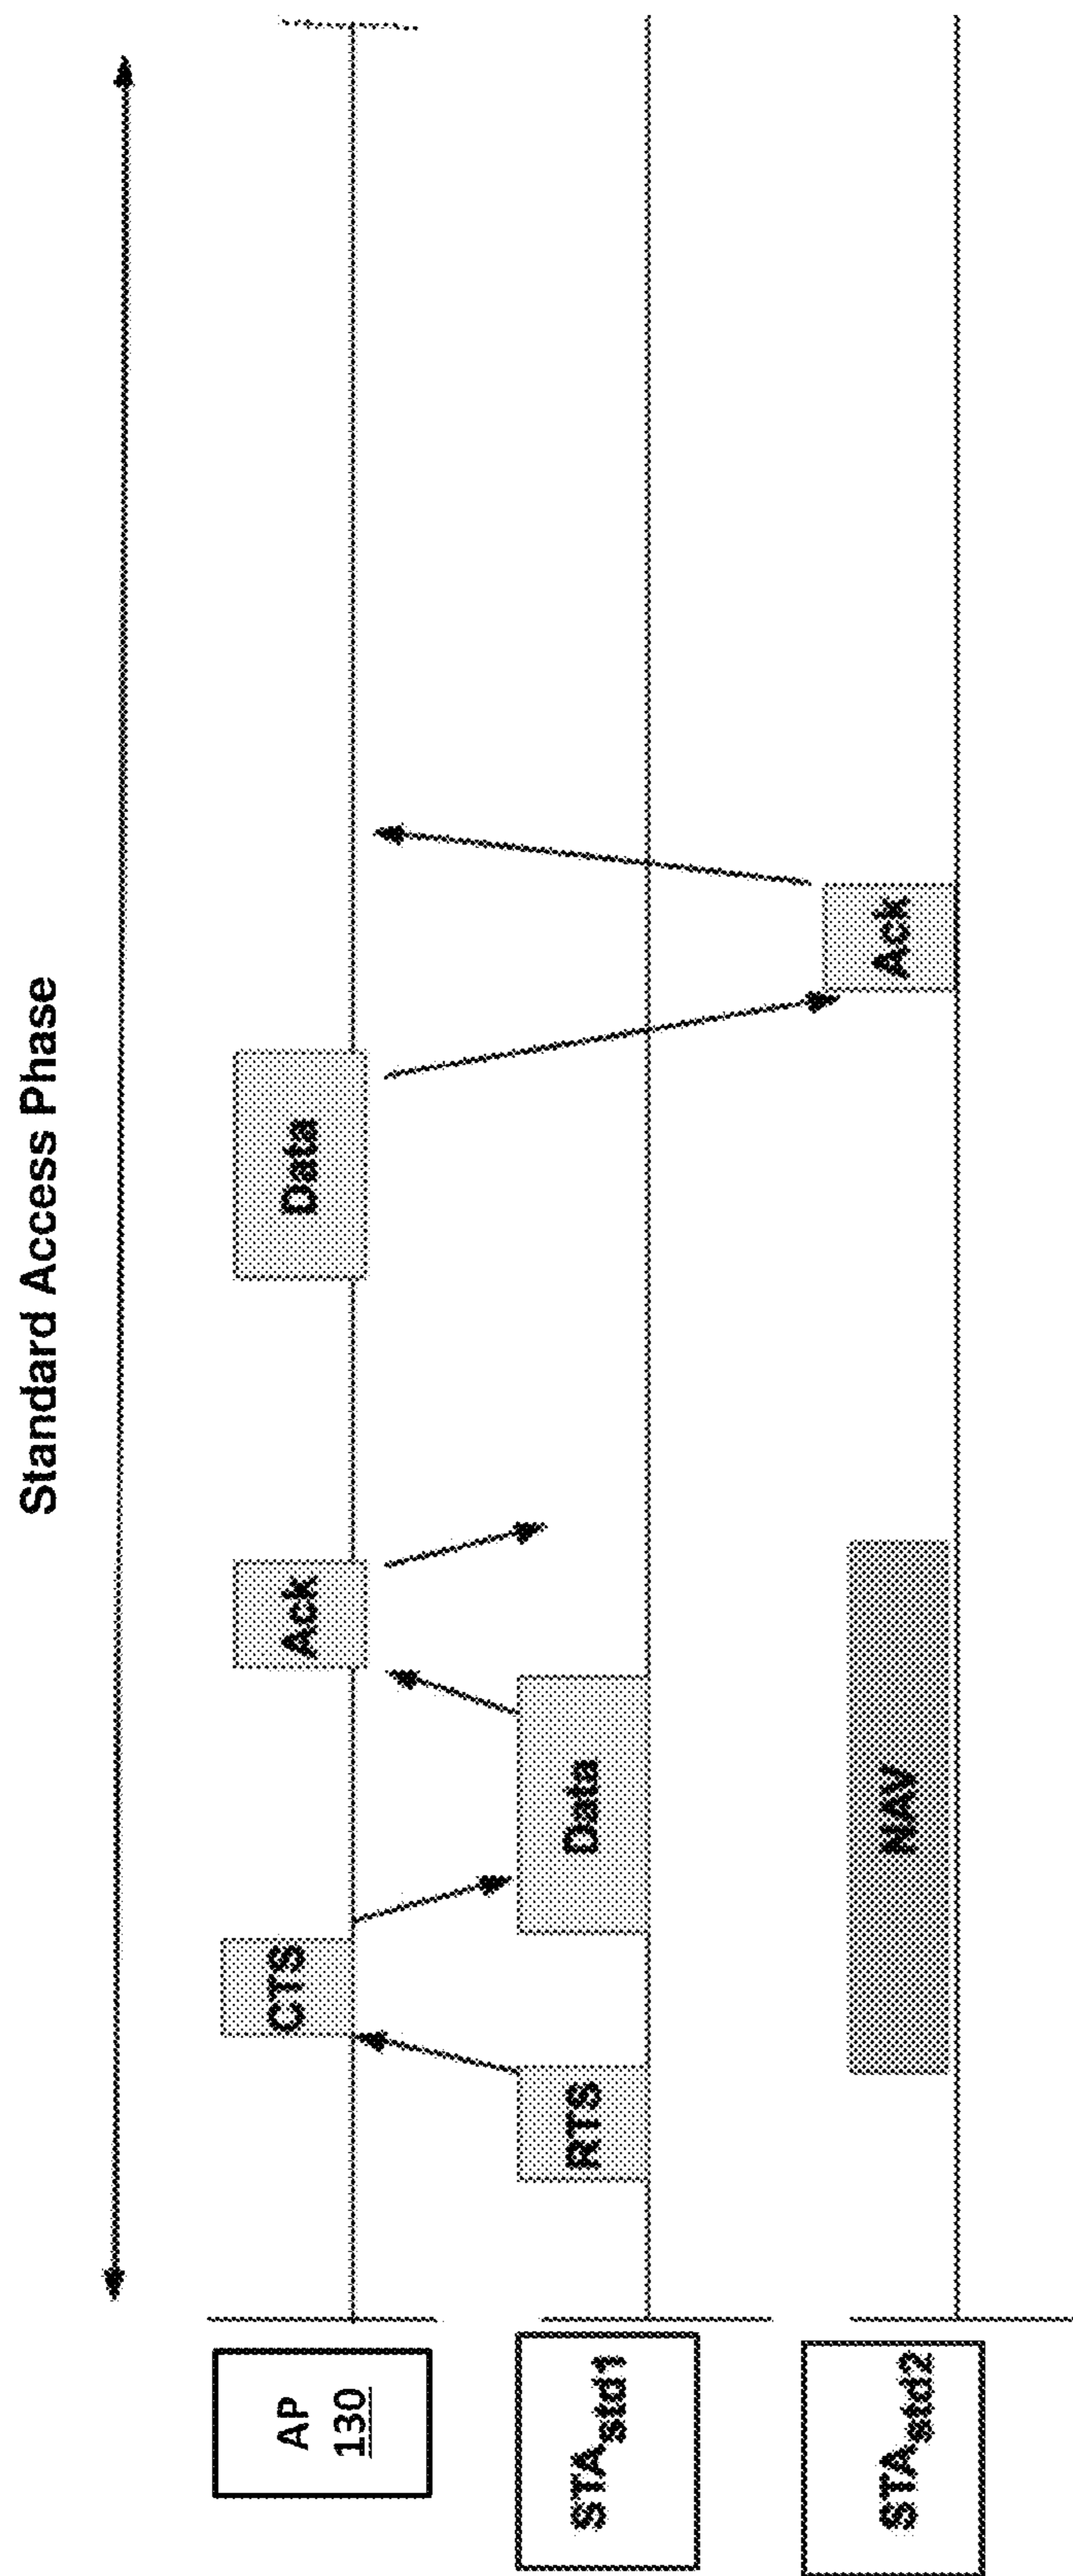 Standard Access Phase
AP
130
CTS
Ack
Data
STAstd1
RTS
Data
STAstd2
NAV
Ack